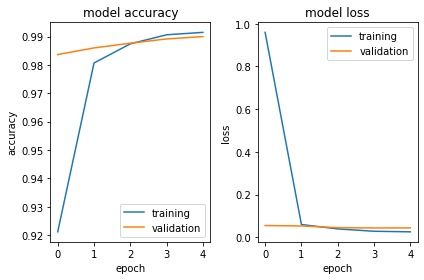 model accuracy
0.99
0.98
0.97
0.96
0.95
0.94
0.93
0.92
accuracy
0 1 2 3 4
epoch
training
validation
model loss
1.0
0.8
0.6
0.4
0.2
0.0
loss
0 1 2 3 4
epoch
training
validation